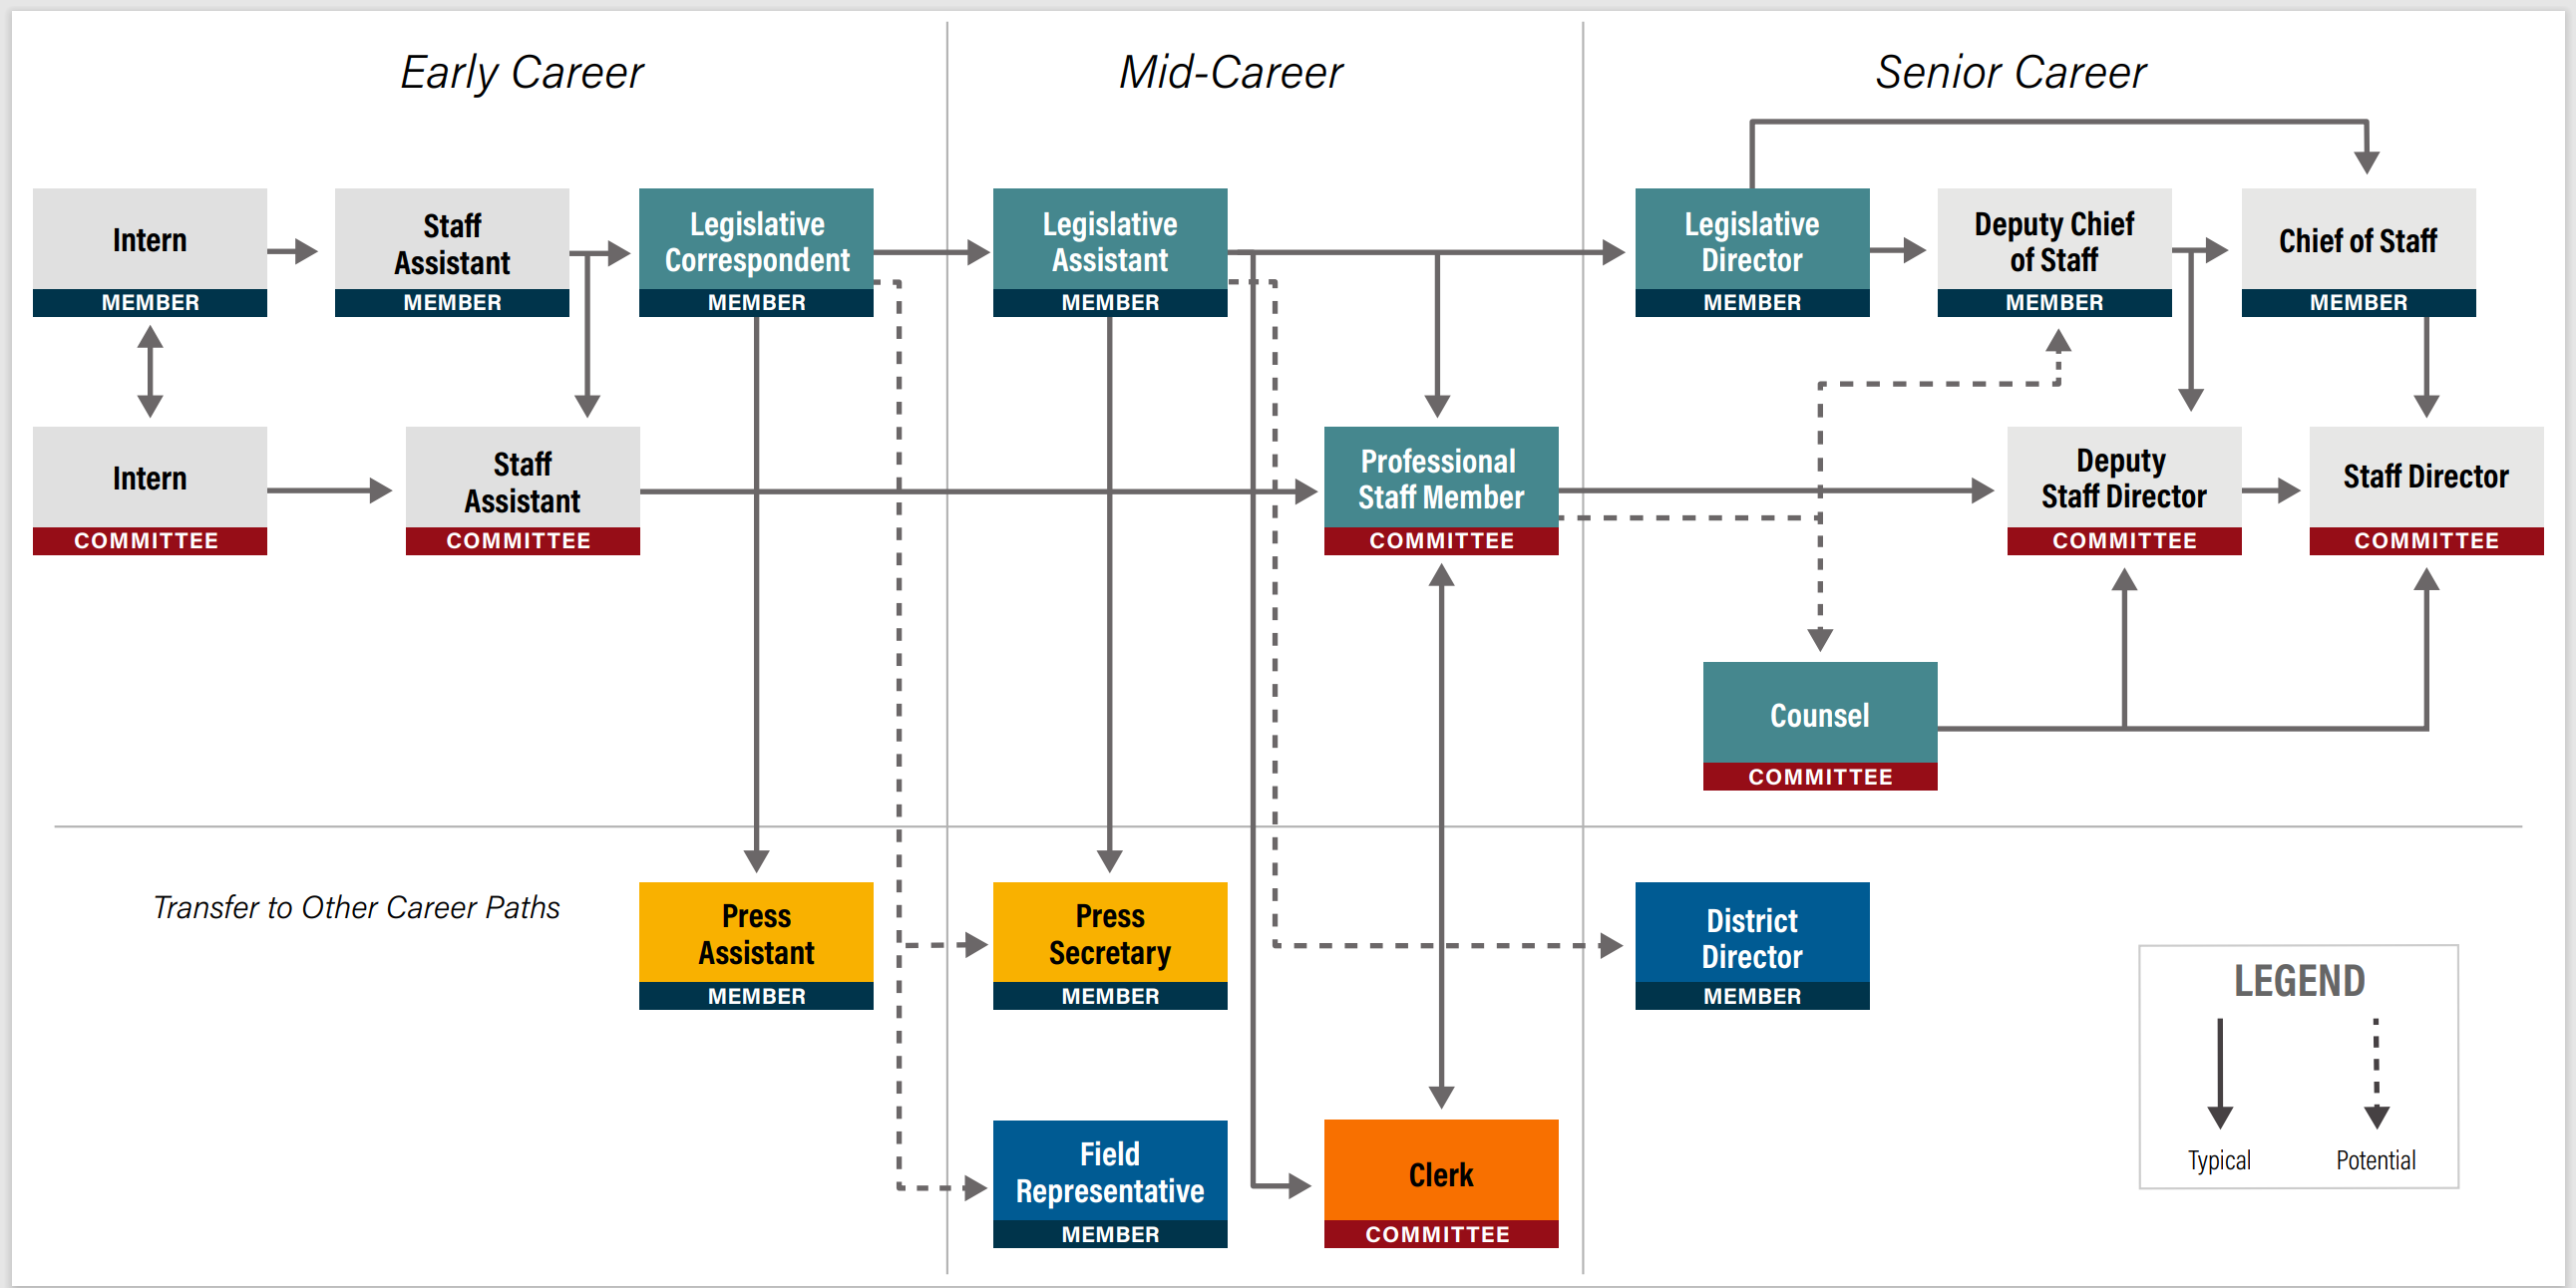 Early Career
Mid-Career
Senior Career
Intern
MEMBER
Staff
Assistant
MEMBER
Legislative
Correspondent
MEMBER
Legislative
Assistant
MEMBER
Legislative
Director
MEMBER
Deputy Chief
of Staff
MEMBER
Chief of Staff
MEMBER
Intern
COMMITTEE
Staff
Assistant
COMMITTEE
Professional
Staff Member
COMMITTEE
Deputy
Staff Director
COMMITTEE
Staff Director
COMMITTEE
Counsel
COMMITTEE
Transfer to Other Career Paths
Press
Assistant
MEMBER
Press
Secretary
MEMBER
District
Director
MEMBER
Field
Representative
MEMBER
Clerk
COMMITTEE
LEGEND
Typical
Potential